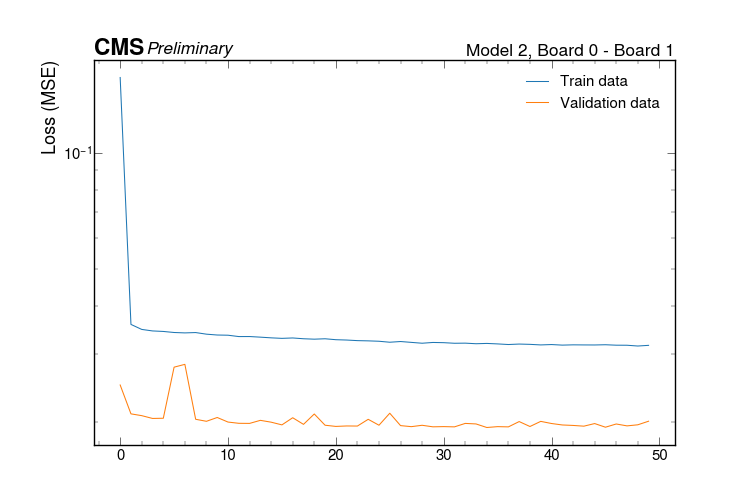 CMS Preliminary
Model 2, Board 0 - Board 1
Loss (MSE)
Train data
Validation data
10⁻¹
0 10 20 30 40 50